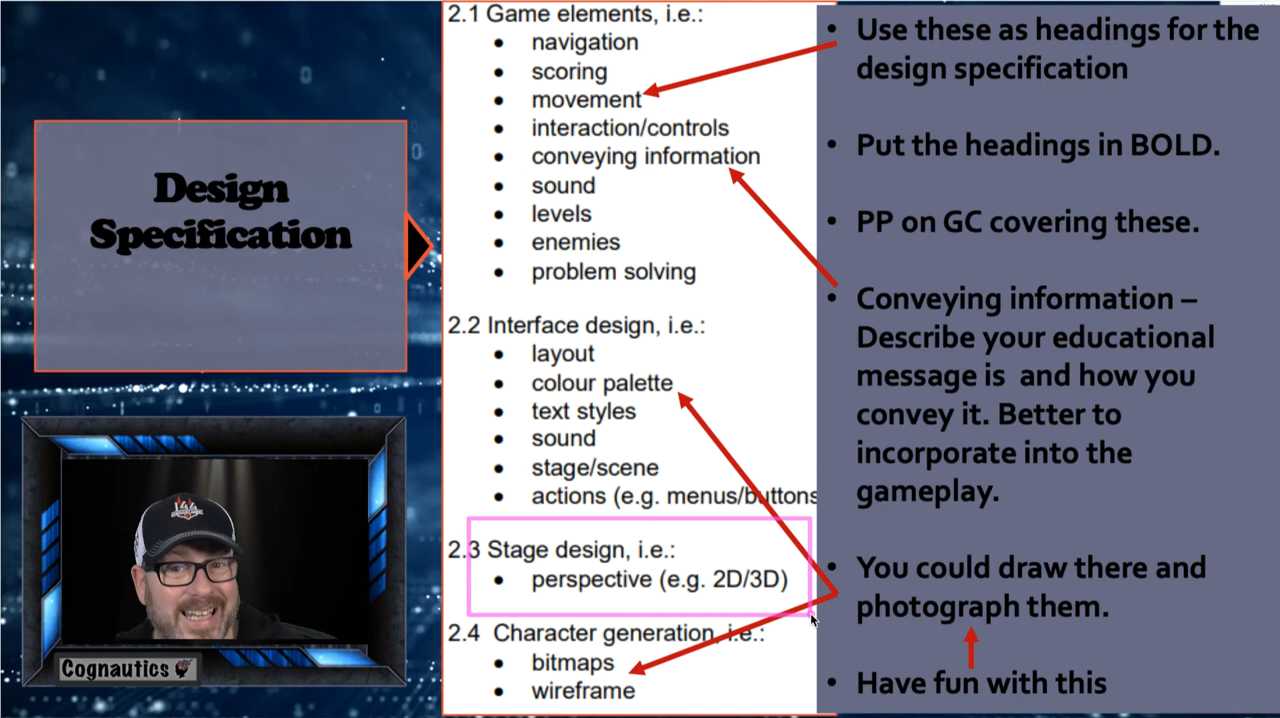 Design
Specification
Cognautics
2.1 Game elements, i.e.:
• navigation
• scoring
• movement
• interaction/controls
• conveying information
• sound
• levels
• enemies
• problem solving
2.2 Interface design, i.e.:
• layout
• colour palette
• text styles
• sound
• stage/scene
• actions (e.g. menus/buttons
2.3 Stage design, i.e.:
• perspective (e.g. 2D/3D)
2.4 Character generation, i.e.:
• bitmaps
• wireframe
• Use these as headings for the
design specification
• Put the headings in BOLD.
• PP on GC covering these.
• Conveying information –
Describe your educational
message is and how you
convey it. Better to
incorporate into the
gameplay.
• You could draw there and
photograph them.
• Have fun with this